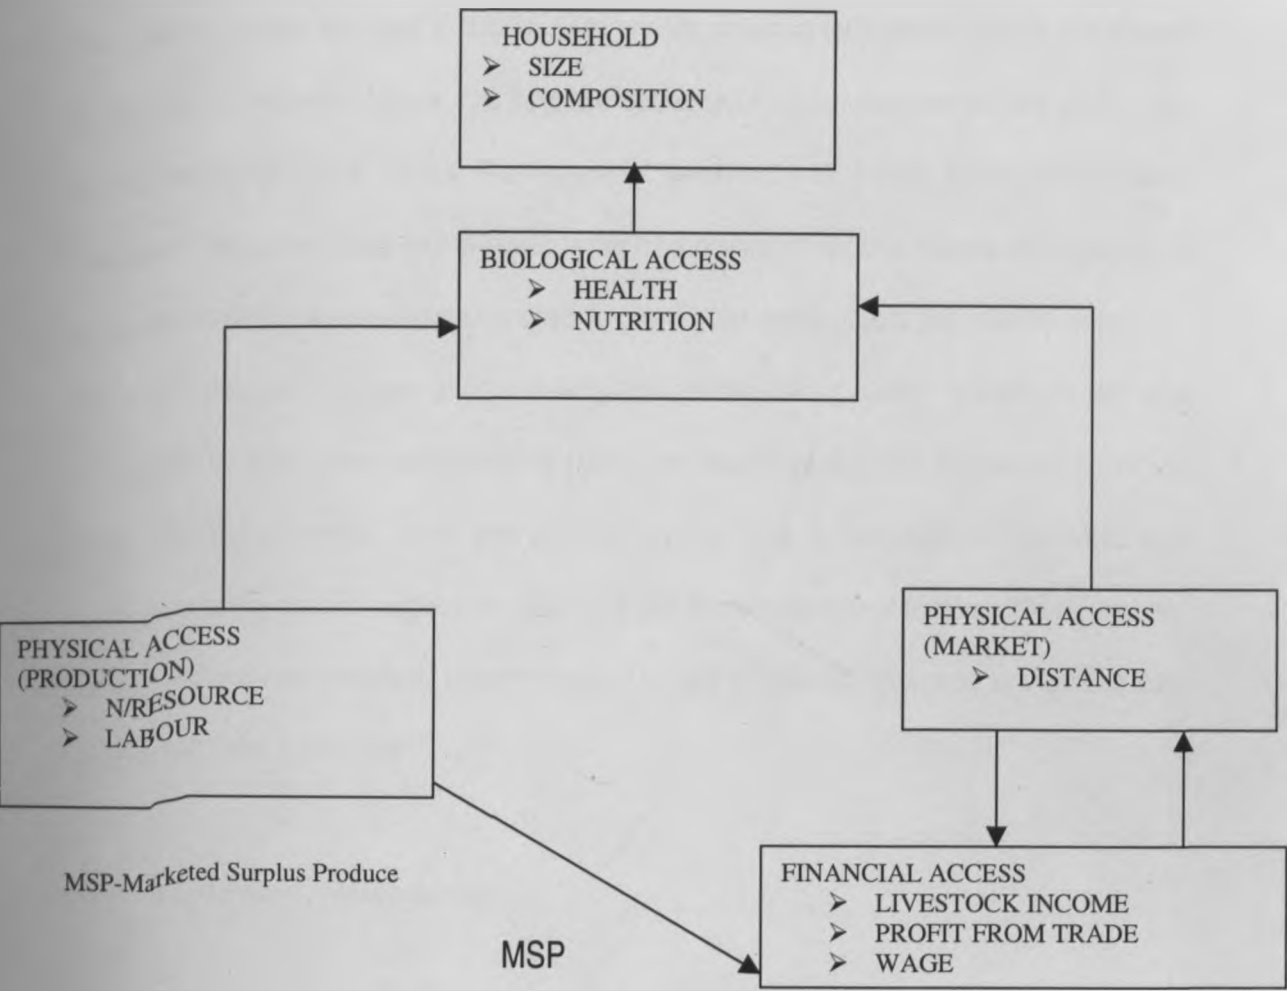 HOUSEHOLD
➢ SIZE
➢ COMPOSITION
BIOLOGICAL ACCESS
➢ HEALTH
➢ NUTRITION
PHYSICAL ACCESS
(PRODUCTION)
➢ N/RESOURCE
➢ LABOUR
PHYSICAL ACCESS
(MARKET)
➢ DISTANCE
MSP-Marketed Surplus Produce
MSP
FINANCIAL ACCESS
➢ LIVESTOCK INCOME
➢ PROFIT FROM TRADE
➢ WAGE